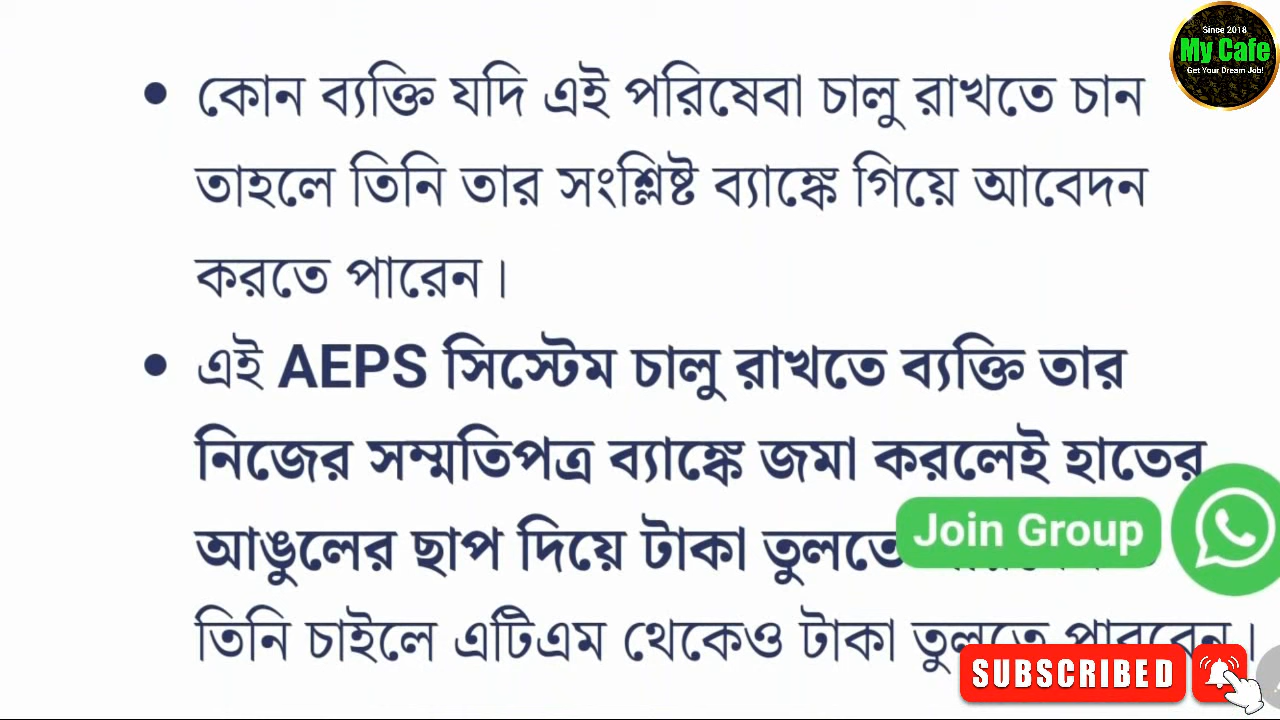 Since 2018
My Cafe
Get Your Dream Job!
• কোন ব্যক্তি যদি এই পরিষেবা চালু রাখতে চান
তাহলে তিনি তার সংশ্লিষ্ট ব্যাঙ্কে গিয়ে আবেদন
করতে পারেন।
• এই AEPS সিস্টেম চালু রাখতে ব্যক্তি তার
নিজের সম্মতিপত্র ব্যাঙ্কে জমা করলেই হাতের
আঙুলের ছাপ দিয়ে টাকা তুলতে
Join Group
তিনি চাইলে এটিএম থেকেও টাকা তুলতে পারবেন।
SUBSCRIBED